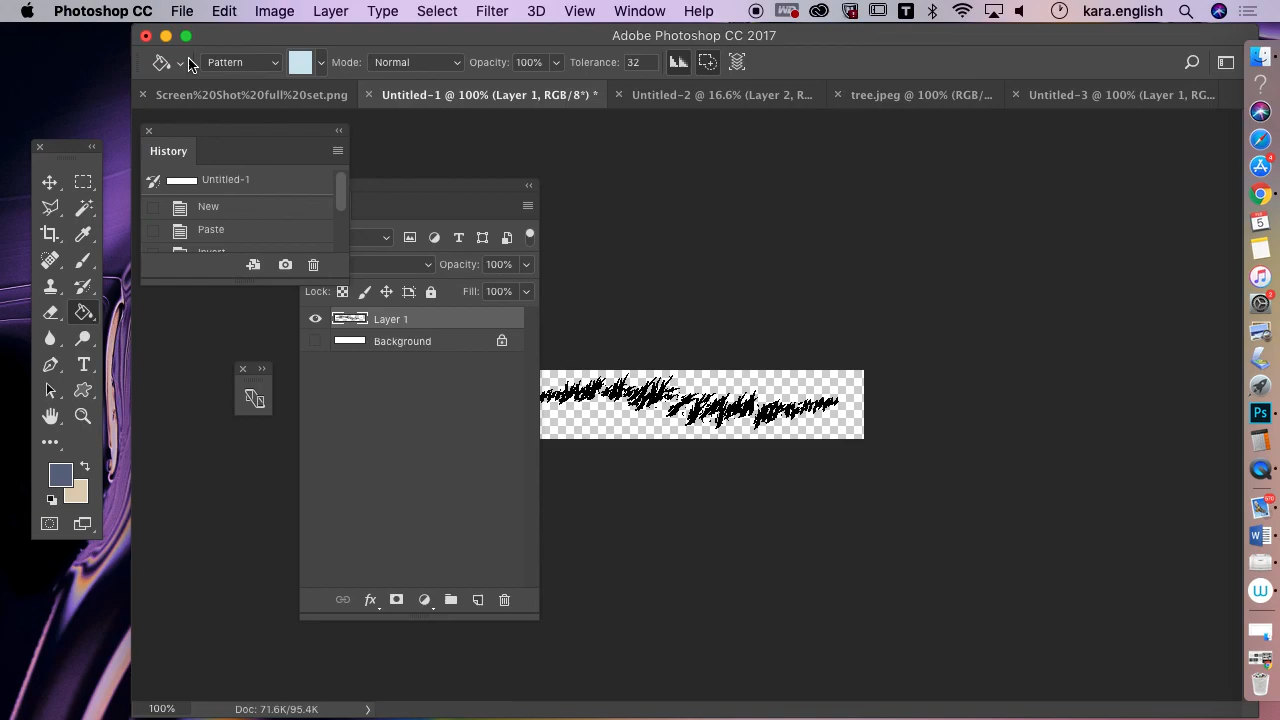 Photoshop CC File Edit Image Layer Type Select Filter 3D View Window Help kara.english
Adobe Photoshop CC 2017
Pattern Mode: Normal Opacity: 100% Tolerance: 32
Screen%20Shot%20full%20set.png Untitled-1 @ 100% (Layer 1, RGB/8*) * Untitled-2 @ 16.6% (Layer 2, R... tree.jpeg @ 100% (RGB/... Untitled-3 @ 100% (Layer 1, RG...
History
Untitled-1
New
Paste
Invert
Opacity: 100%
Lock: Fill: 100%
Layer 1
Background
100% Doc: 71.6K/95.4K